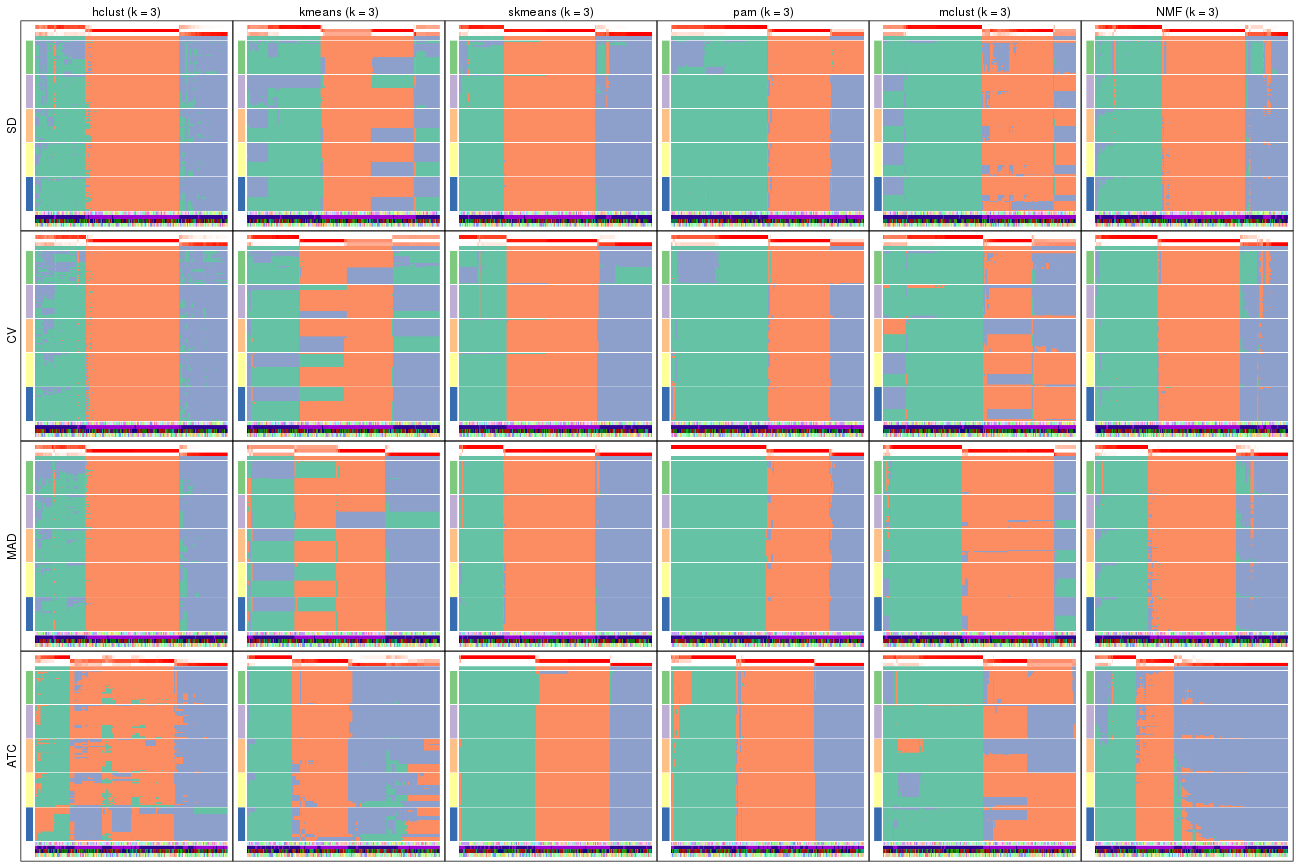 hclust (k = 3) kmeans (k = 3) skmeans (k = 3) pam (k = 3) mclust (k = 3) NMF (k = 3)
SD
CV
MAD
ATC